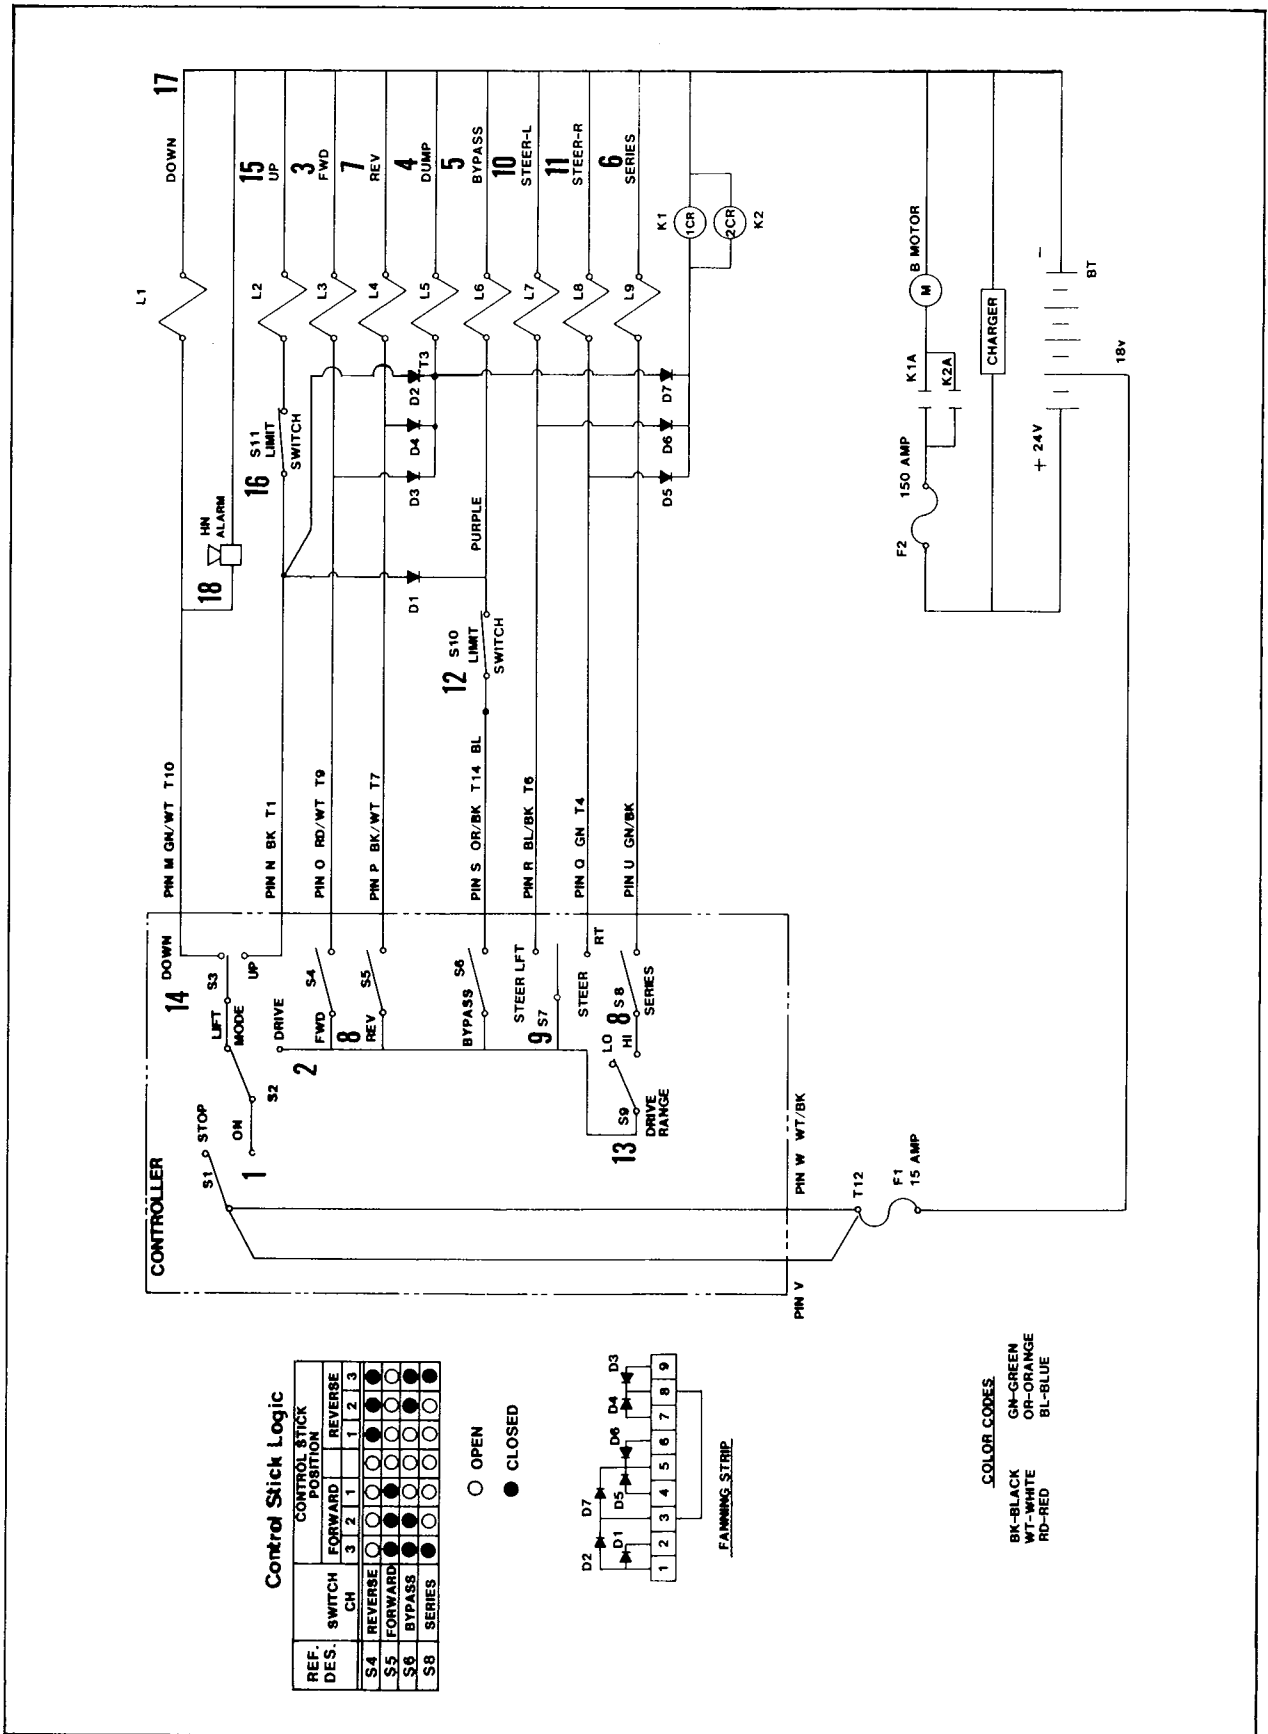 17
DOWN
L1
15
UP
L2
3
FWD
L3
7
REV
L4
4
DUMP
L5
5
BYPASS
L6
10
STEER-L
L7
11
STEER-R
L8
6
SERIES
L9
K1
1CR
2CR
K2
B MOTOR
M
K1A
K2A
150 AMP
F2
CHARGER
−
BT
18v
+ 24V
T3
D2
D4
D3
D7
D6
D5
D1
S11
LIMIT
SWITCH
16
HN
ALARM
18
PURPLE
S10
LIMIT
SWITCH
12
PIN M GN/WT T10
PIN N BK T1
PIN O RD/WT T9
PIN P BK/WT T7
PIN S OR/BK T14 BL
PIN R BL/BK T6
PIN Q GN T4
PIN U GN/BK
CONTROLLER
14
DOWN
S3
UP
LIFT
MODE
S2
DRIVE
2
STOP
S1
ON
1
S4
FWD
8
S5
REV
S6
BYPASS
STEER LFT
9
S7
STEER
RT
8
S8
SERIES
LO
HI
S9
DRIVE
RANGE
13
PIN W WT/BK
PIN V
T12
F1
15 AMP
Control Stick Logic
REF.
DES.
SWITCH
CH
CONTROL STICK
POSITION
FORWARD
REVERSE
3 2 1 1 2 3
S4 REVERSE
S5 FORWARD
S6 BYPASS
S8 SERIES
OPEN
CLOSED
D2
D1
D7
D5
D6
D4
D3
1 2 3 4 5 6 7 8 9
FANNING STRIP
COLOR CODES
BK-BLACK GN-GREEN
WT-WHITE OR-ORANGE
RD-RED BL-BLUE